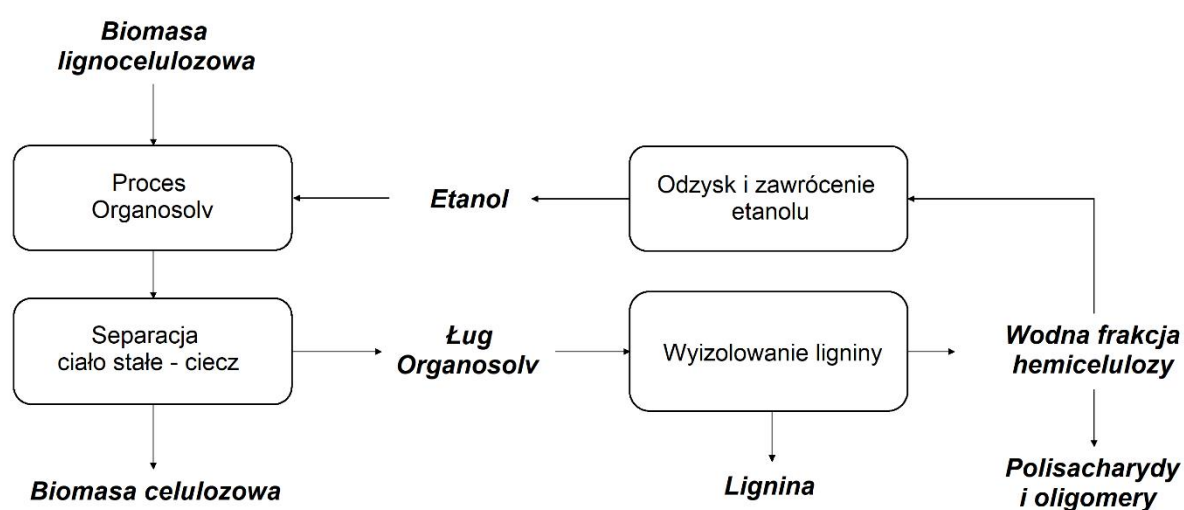 Biomasa
lignocelulozowa
Proces
Organosolv
Etanol
Odzysk i zawrócenie
etanolu
Separacja
ciało stałe - ciecz
Ług
Organosolv
Wyizolowanie ligniny
Wodna frakcja
hemicelulozy
Biomasa celulozowa
Lignina
Polisacharydy
i oligomery